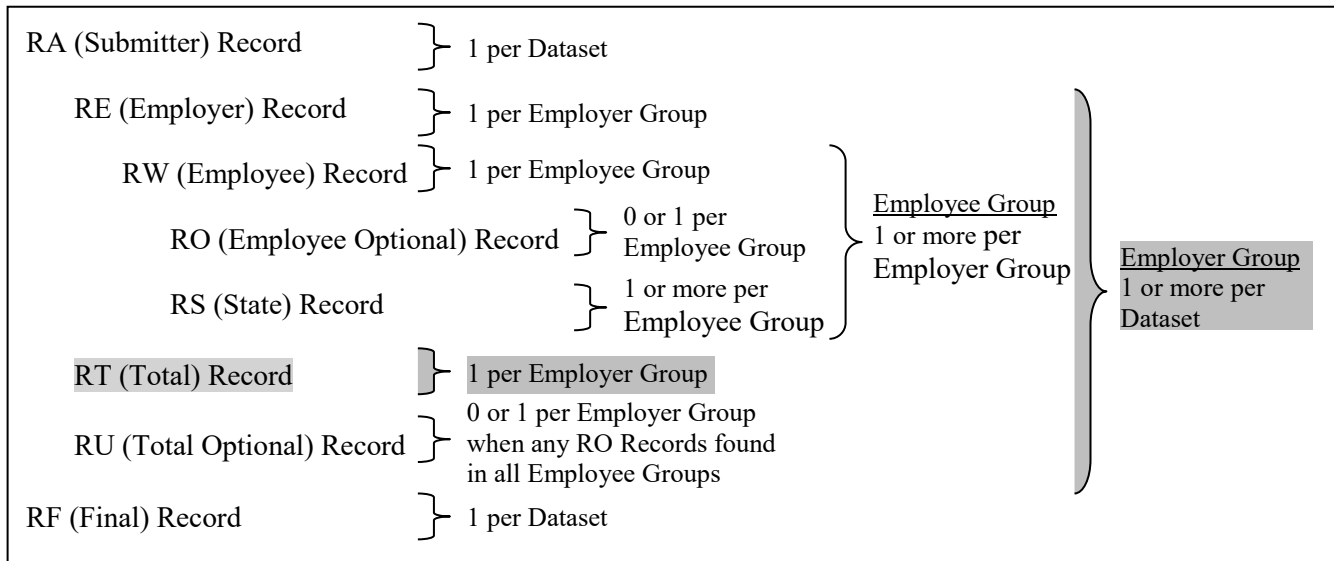 RA (Submitter) Record 1 per Dataset
RE (Employer) Record 1 per Employer Group
RW (Employee) Record 1 per Employee Group
RO (Employee Optional) Record 0 or 1 per
Employee Group
RS (State) Record 1 or more per
Employee Group
Employee Group
1 or more per
Employer Group
RT (Total) Record 1 per Employer Group
RU (Total Optional) Record 0 or 1 per Employer Group
when any RO Records found
in all Employee Groups
Employer Group
1 or more per
Dataset
RF (Final) Record 1 per Dataset